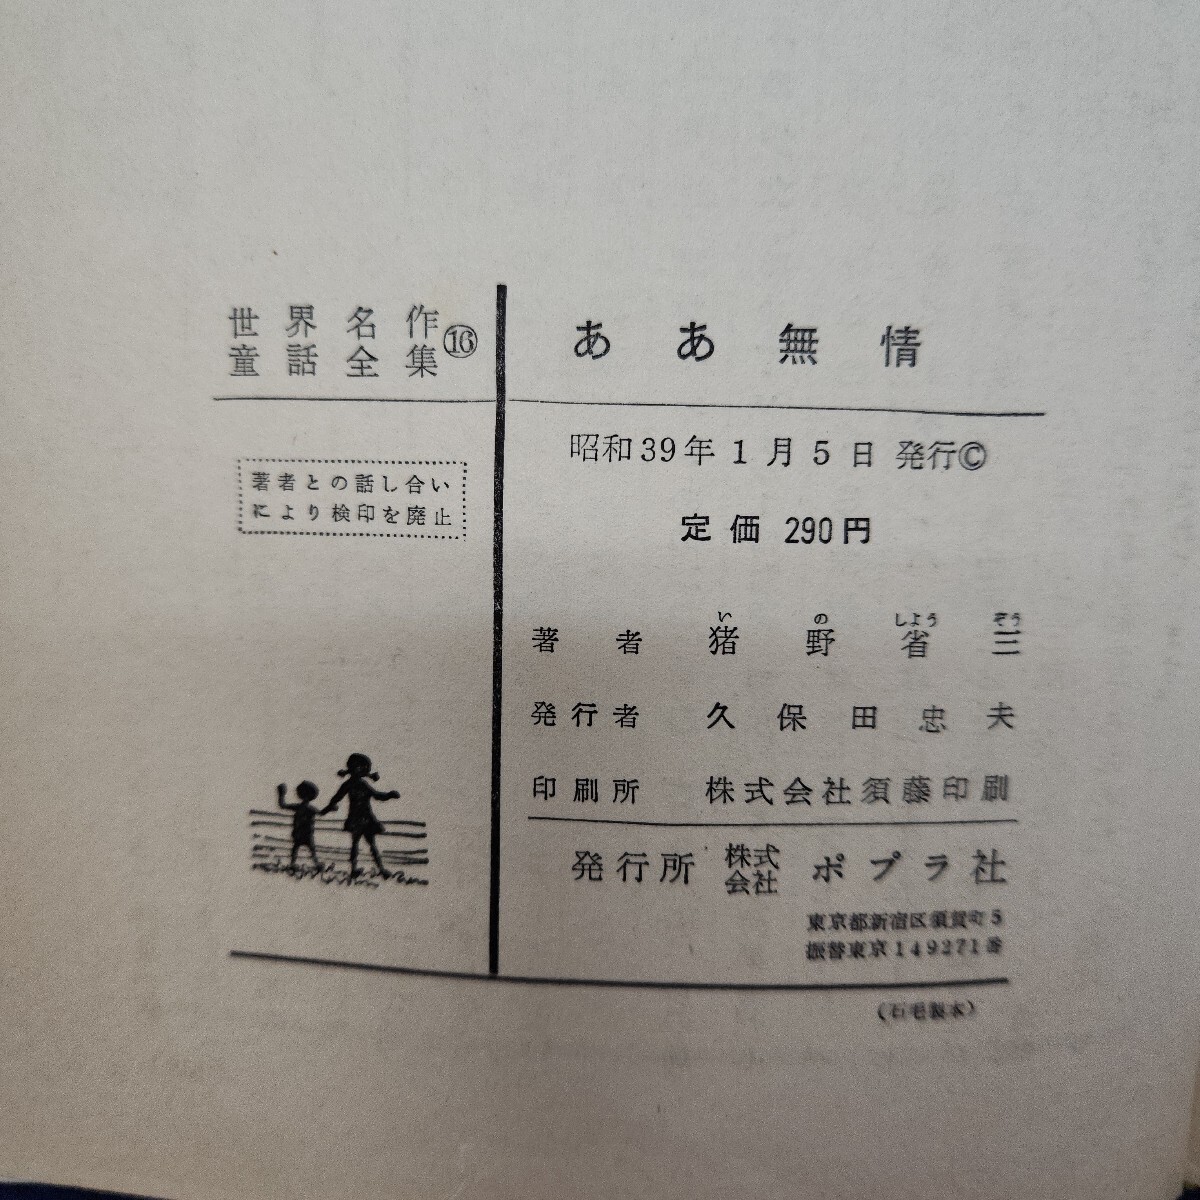 世界名作
童話全集⑯
著者との話し合い
により検印を廃止
ああ無情
昭和39年1月5日 発行©
定価 290円
い の しよう ぞう
著者 猪野省三
発行者 久保田忠夫
印刷所 株式会社須藤印刷
発行所 株式会社 ポプラ社
東京都新宿区須賀町5
振替東京149271番
(石毛製本)